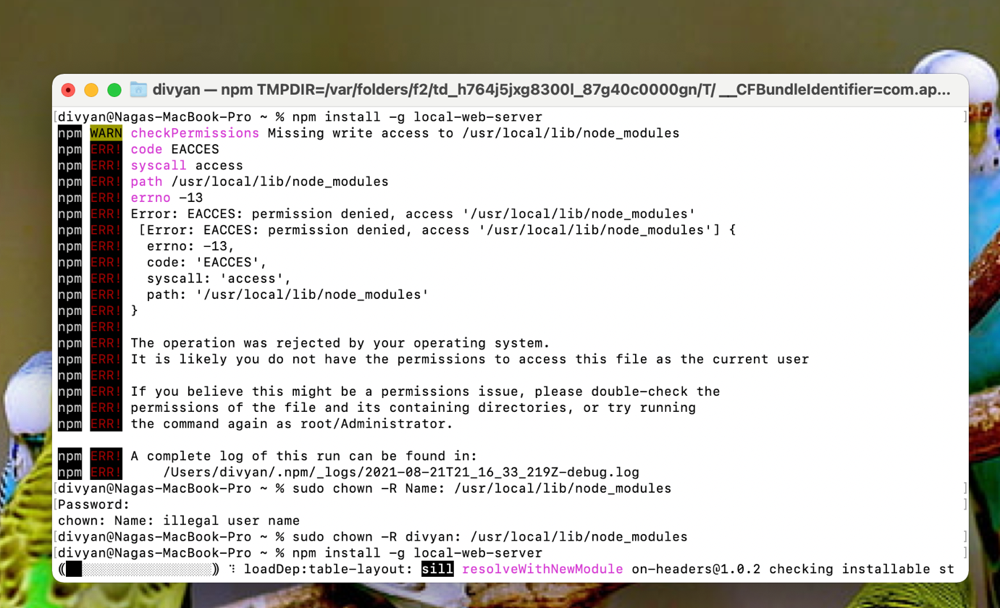 divyan — npm TMPDIR=/var/folders/f2/td_h764j5jxg8300l_87g40c0000gn/T/ __CFBundleIdentifier=com.ap...
[divyan@Nagas-MacBook-Pro ~ % npm install -g local-web-server ]
npm WARN checkPermissions Missing write access to /usr/local/lib/node_modules
npm ERR! code EACCES
npm ERR! syscall access
npm ERR! path /usr/local/lib/node_modules
npm ERR! errno -13
npm ERR! Error: EACCES: permission denied, access '/usr/local/lib/node_modules'
npm ERR!  [Error: EACCES: permission denied, access '/usr/local/lib/node_modules'] {
npm ERR!   errno: -13,
npm ERR!   code: 'EACCES',
npm ERR!   syscall: 'access',
npm ERR!   path: '/usr/local/lib/node_modules'
npm ERR! }
npm ERR!
npm ERR! The operation was rejected by your operating system.
npm ERR! It is likely you do not have the permissions to access this file as the current user
npm ERR!
npm ERR! If you believe this might be a permissions issue, please double-check the
npm ERR! permissions of the file and its containing directories, or try running
npm ERR! the command again as root/Administrator.
npm ERR! A complete log of this run can be found in:
npm ERR!     /Users/divyan/.npm/_logs/2021-08-21T21_16_33_219Z-debug.log
[divyan@Nagas-MacBook-Pro ~ % sudo chown -R Name: /usr/local/lib/node_modules ]
[Password: ]
chown: Name: illegal user name
[divyan@Nagas-MacBook-Pro ~ % sudo chown -R divyan: /usr/local/lib/node_modules ]
[divyan@Nagas-MacBook-Pro ~ % npm install -g local-web-server ]
(██░░░░░░░░░░░░░░░░) ⠹ loadDep:table-layout: sill resolveWithNewModule on-headers@1.0.2 checking installable st